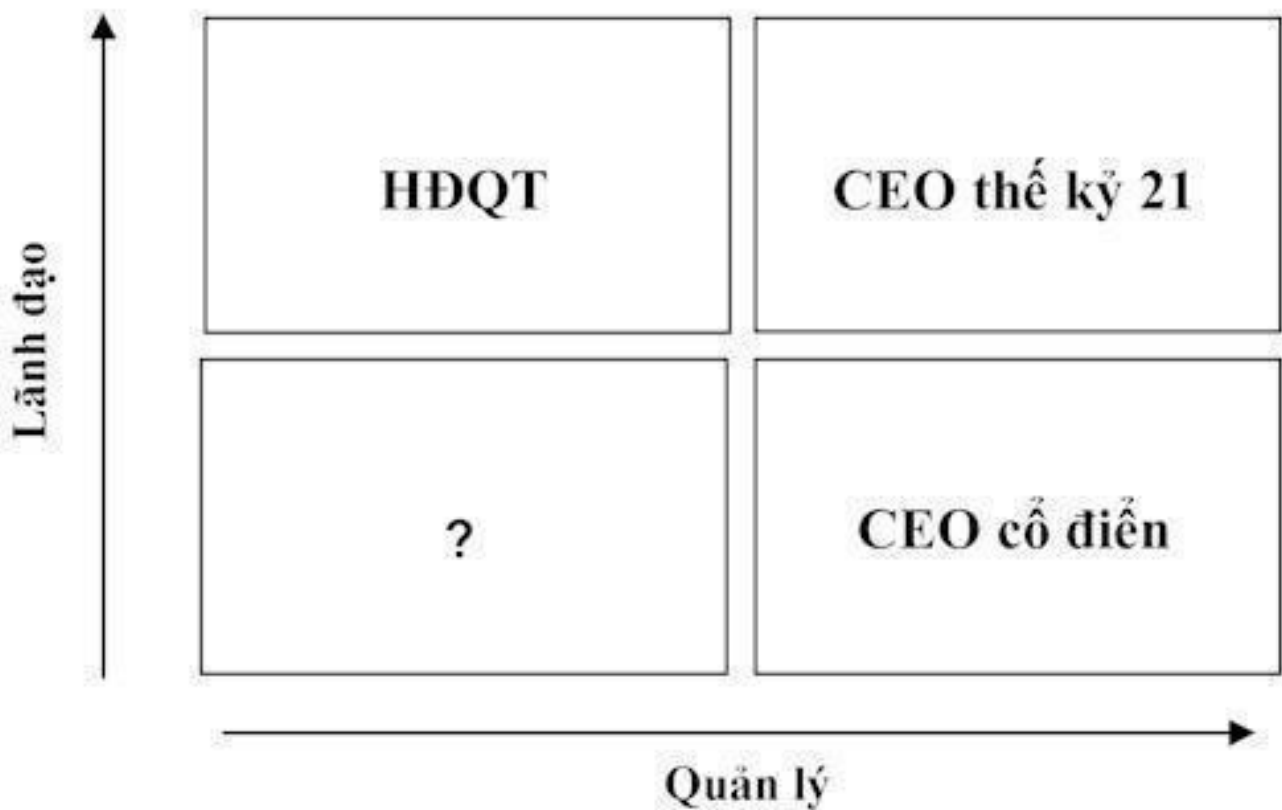 Lãnh đạo
HĐQT
CEO thế kỷ 21
?
CEO cổ điển
Quản lý